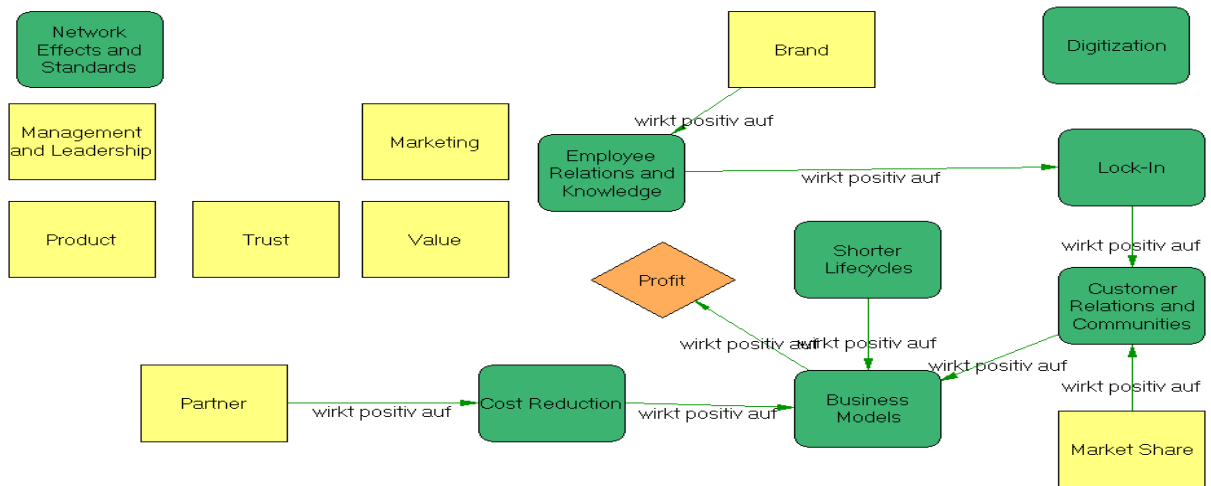 Network
Effects and
Standards
Brand
Digitization
wirkt positiv auf
Management
and Leadership
Marketing
Employee
Relations and
Knowledge
wirkt positiv auf
Lock-In
Product
Trust
Value
Shorter
Lifecycles
wirkt positiv auf
Profit
Customer
Relations and
Communities
wirkt positiv auf
wirkt positiv auf
wirkt positiv auf
wirkt positiv auf
Partner
wirkt positiv auf
Cost Reduction
wirkt positiv auf
Business
Models
Market Share